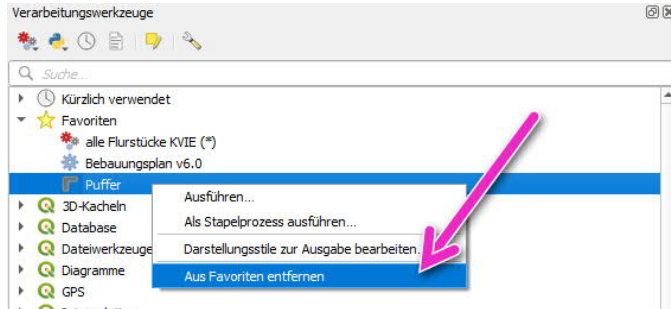 Verarbeitungswerkzeuge
Suche...
Kürzlich verwendet
Favoriten
alle Flurstücke KVIE (*)
Bebauungsplan v6.0
Puffer
Ausführen...
3D-Kacheln
Als Stapelprozess ausführen...
Database
Dateiwerkzeuge
Darstellungsstile zur Ausgabe bearbeiten.
Diagramme
Aus Favoriten entfernen
GPS